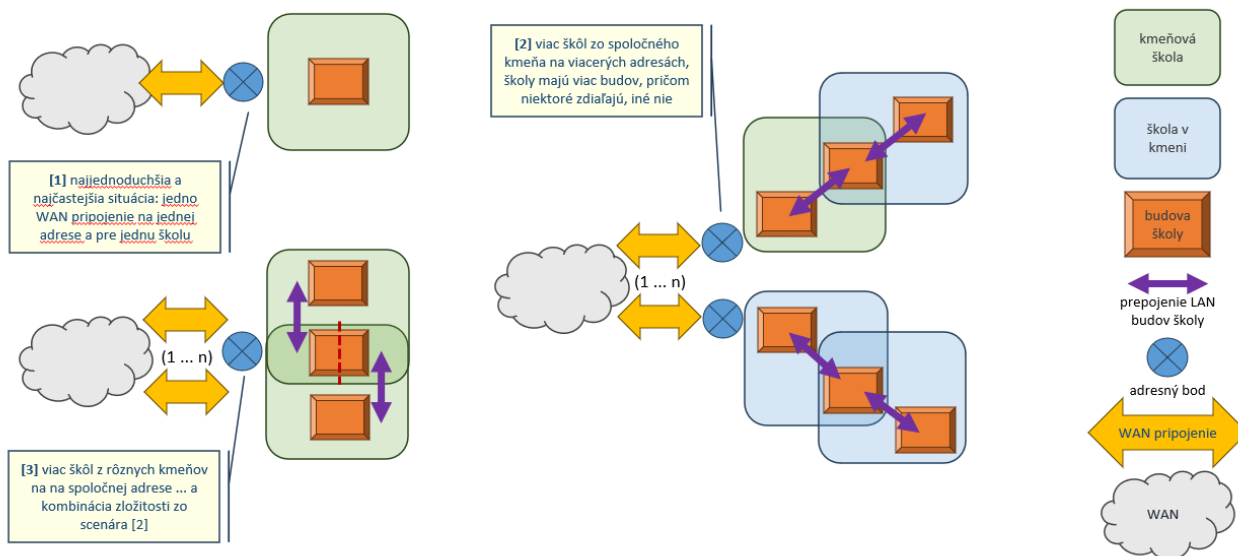 [1] najjednoduchšia a
najčastejšia situácia: jedno
WAN pripojenie na jednej
adrese a pre jednu školu
(1 ... n)
[3] viac škôl z rôznych kmeňov
na na spoločnej adrese ... a
kombinácia zložitosti zo
scenára [2]
[2] viac škôl zo spoločného
kmeňa na viacerých adresách,
školy majú viac budov, pričom
niektoré zdiaľajú, iné nie
(1 ... n)
kmeňová
škola
škola v
kmeni
budova
školy
prepojenie LAN
budov školy
adresný bod
WAN pripojenie
WAN